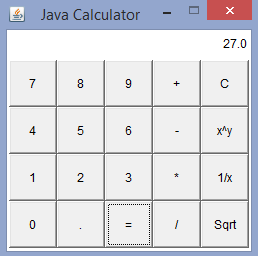 Java Calculator
27.0
7 8 9 + C
4 5 6 - x^y
1 2 3 * 1/x
0 . = / Sqrt